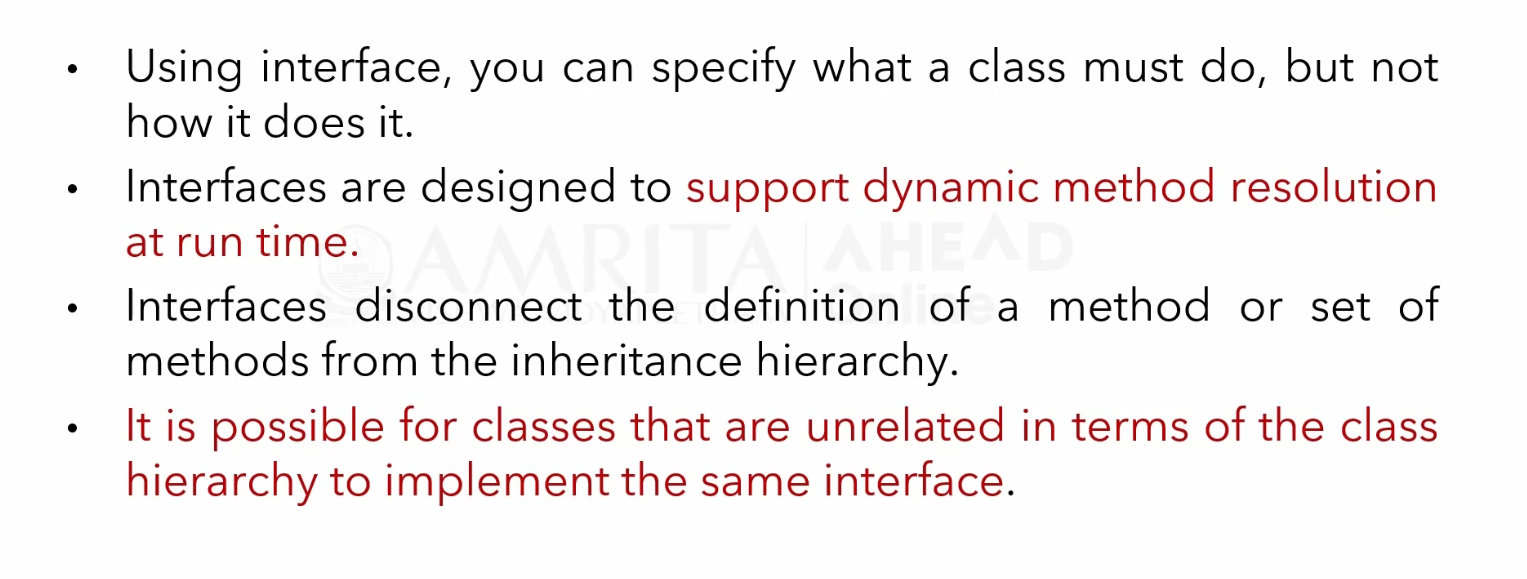 • Using interface, you can specify what a class must do, but not
how it does it.
• Interfaces are designed to support dynamic method resolution
at run time.
AMRITA AHEAD
Online
• Interfaces disconnect the definition of a method or set of
methods from the inheritance hierarchy.
• It is possible for classes that are unrelated in terms of the class
hierarchy to implement the same interface.